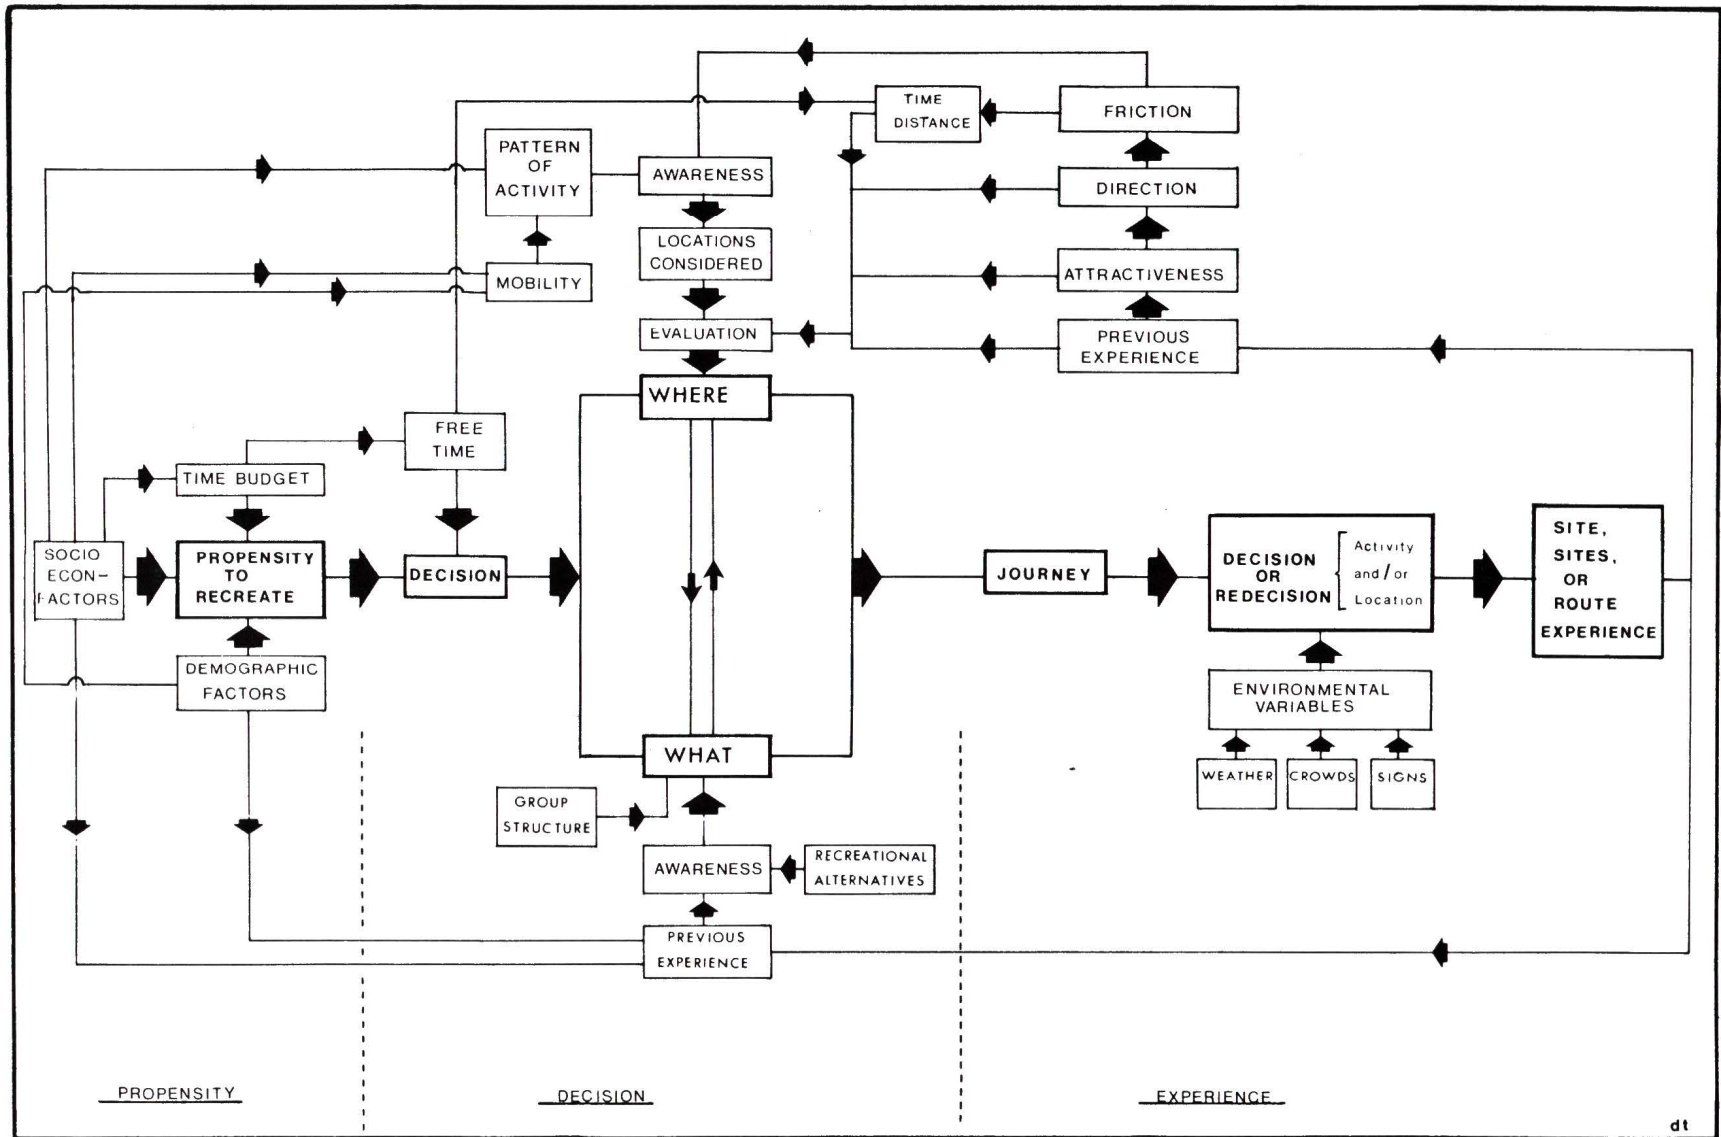 TIME
DISTANCE
FRICTION
PATTERN
OF
ACTIVITY
AWARENESS
DIRECTION
LOCATIONS
CONSIDERED
MOBILITY
ATTRACTIVENESS
EVALUATION
PREVIOUS
EXPERIENCE
WHERE
FREE
TIME
TIME BUDGET
SOCIO
ECON-
FACTORS
PROPENSITY
TO
RECREATE
DECISION
JOURNEY
DECISION
OR
REDECISION
Activity
and/or
Location
SITE,
SITES,
OR
ROUTE
EXPERIENCE
DEMOGRAPHIC
FACTORS
ENVIRONMENTAL
VARIABLES
WHAT
WEATHER
CROWDS
SIGNS
GROUP
STRUCTURE
AWARENESS
RECREATIONAL
ALTERNATIVES
PREVIOUS
EXPERIENCE
PROPENSITY
DECISION
EXPERIENCE
dt